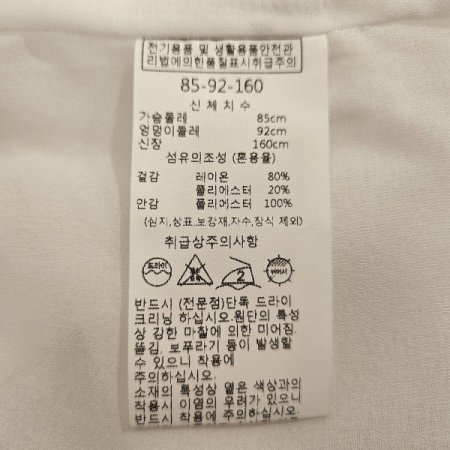 전기용품 및 생활용품안전관
리법에의한품질표시취급주의
85-92-160
신 체 치 수
가슴둘레 85cm
엉덩이둘레 92cm
신장 160cm
섬유의조성 (혼용율)
겉감 레이온 80%
폴리에스터 20%
안감 폴리에스터 100%
(심지,상표,보강재,자수,장식 제외)
취급상주의사항
드라이
2
반드시 (전문점)단독 드라이
크리닝 하십시오.원단의 특성
상 강한 마찰에 의한 미어짐.
뜯김, 보푸라기 등이 발생할
수 있으니 착용에
주의하십시오.
소재의 특성상 옅은 색상과의
착용시 이염의 우려가 있으니
반드시 착용에 주의 하십시오.